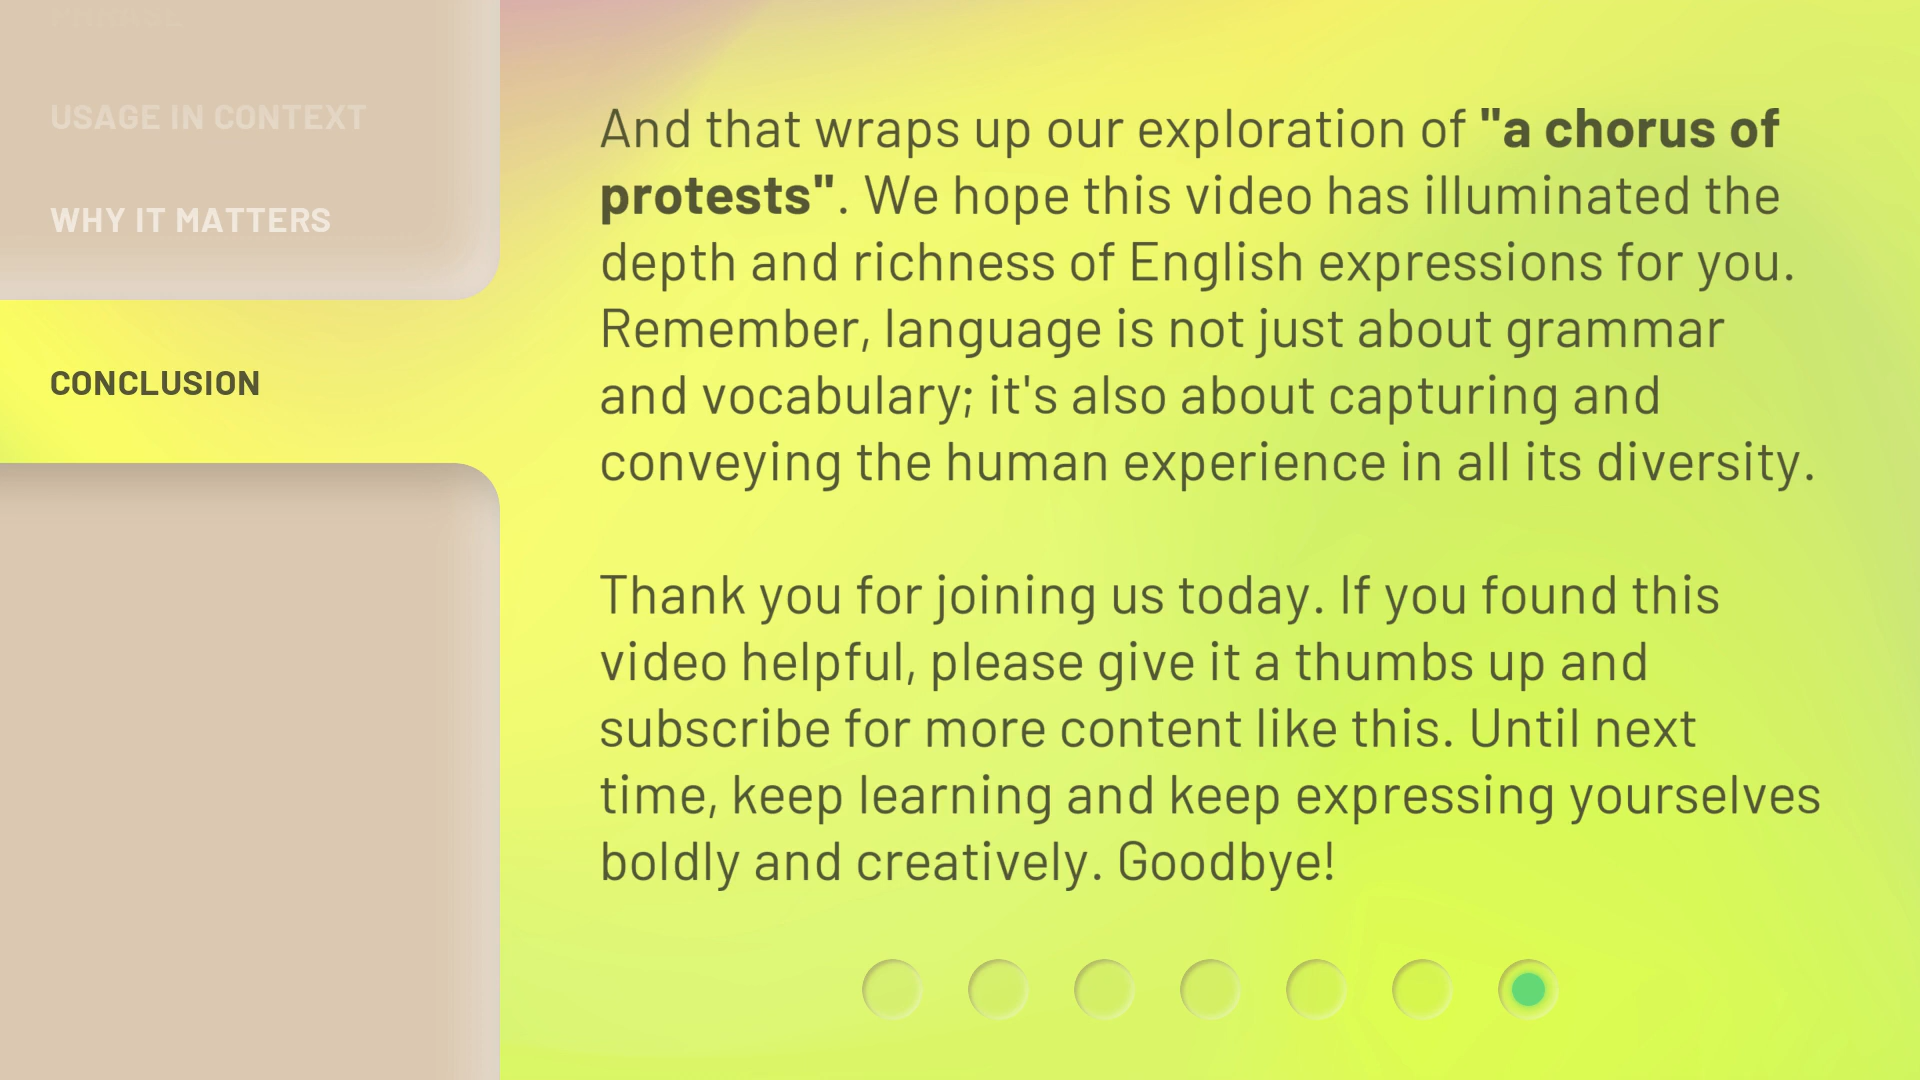 USAGE IN CONTEXT
WHY IT MATTERS
CONCLUSION
And that wraps up our exploration of "a chorus of
protests". We hope this video has illuminated the
depth and richness of English expressions for you.
Remember, language is not just about grammar
and vocabulary; it's also about capturing and
conveying the human experience in all its diversity.
Thank you for joining us today. If you found this
video helpful, please give it a thumbs up and
subscribe for more content like this. Until next
time, keep learning and keep expressing yourselves
boldly and creatively. Goodbye!